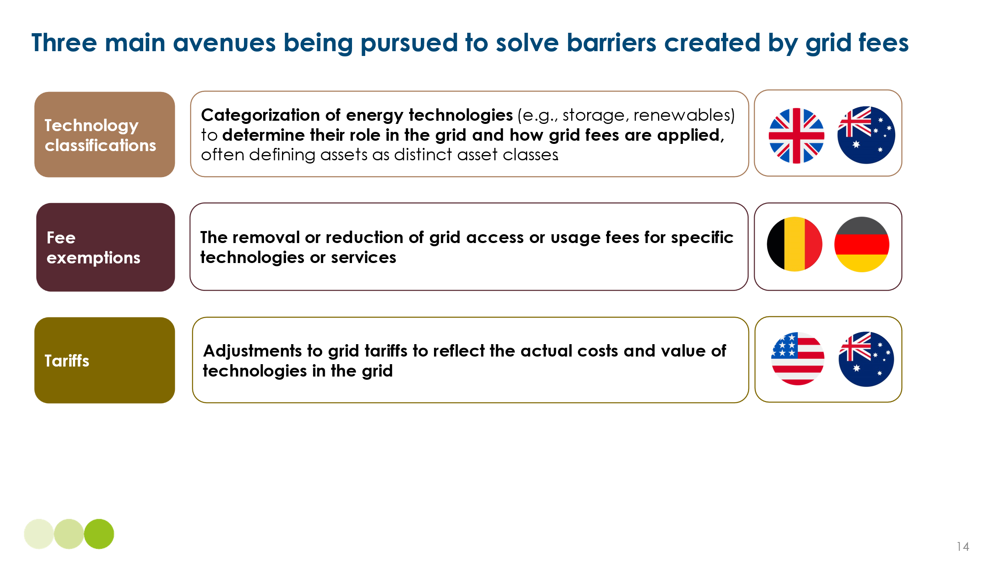 Three main avenues being pursued to solve barriers created by grid fees
Technology
classifications
Categorization of energy technologies (e.g., storage, renewables)
to determine their role in the grid and how grid fees are applied,
often defining assets as distinct asset classes.
Fee
exemptions
The removal or reduction of grid access or usage fees for specific
technologies or services
Tariffs
Adjustments to grid tariffs to reflect the actual costs and value of
technologies in the grid
14